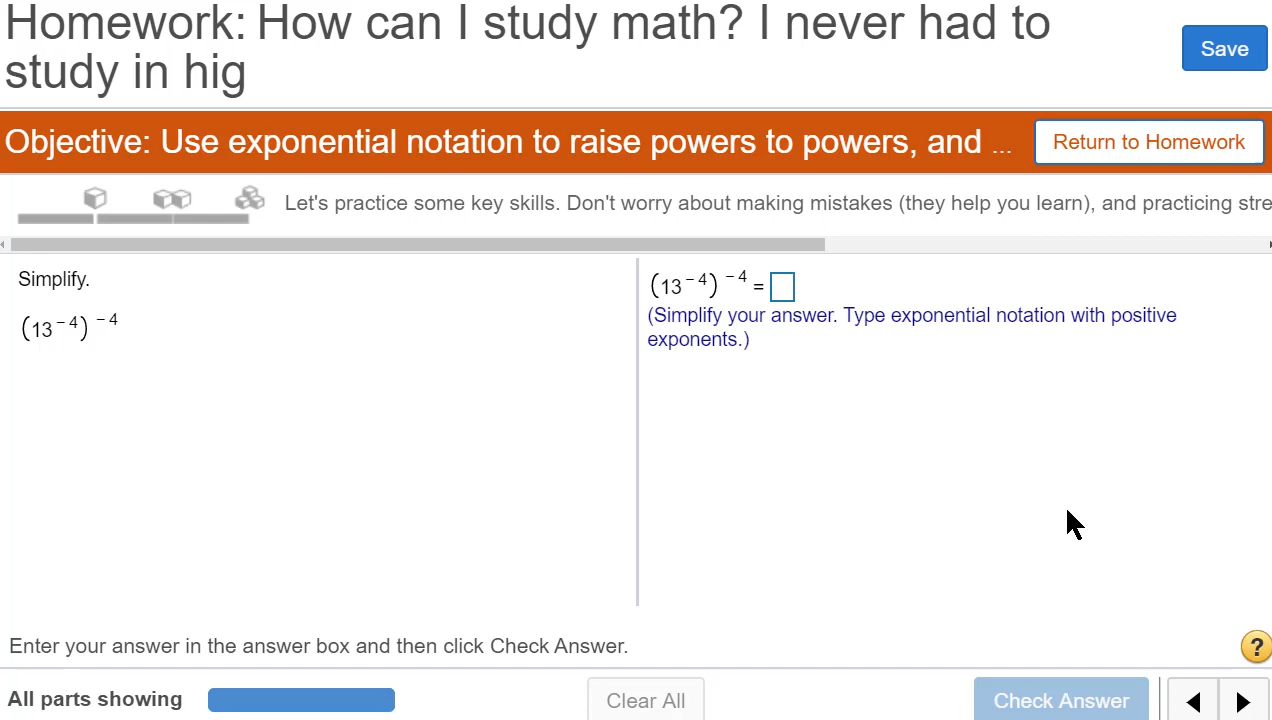 Homework: How can I study math? I never had to
study in hig
Save
Objective: Use exponential notation to raise powers to powers, and ...
Return to Homework
Let's practice some key skills. Don't worry about making mistakes (they help you learn), and practicing stre
Simplify.
(13⁻⁴)⁻⁴
(13⁻⁴)⁻⁴ =
(Simplify your answer. Type exponential notation with positive
exponents.)
Enter your answer in the answer box and then click Check Answer.
?
All parts showing
Clear All
Check Answer